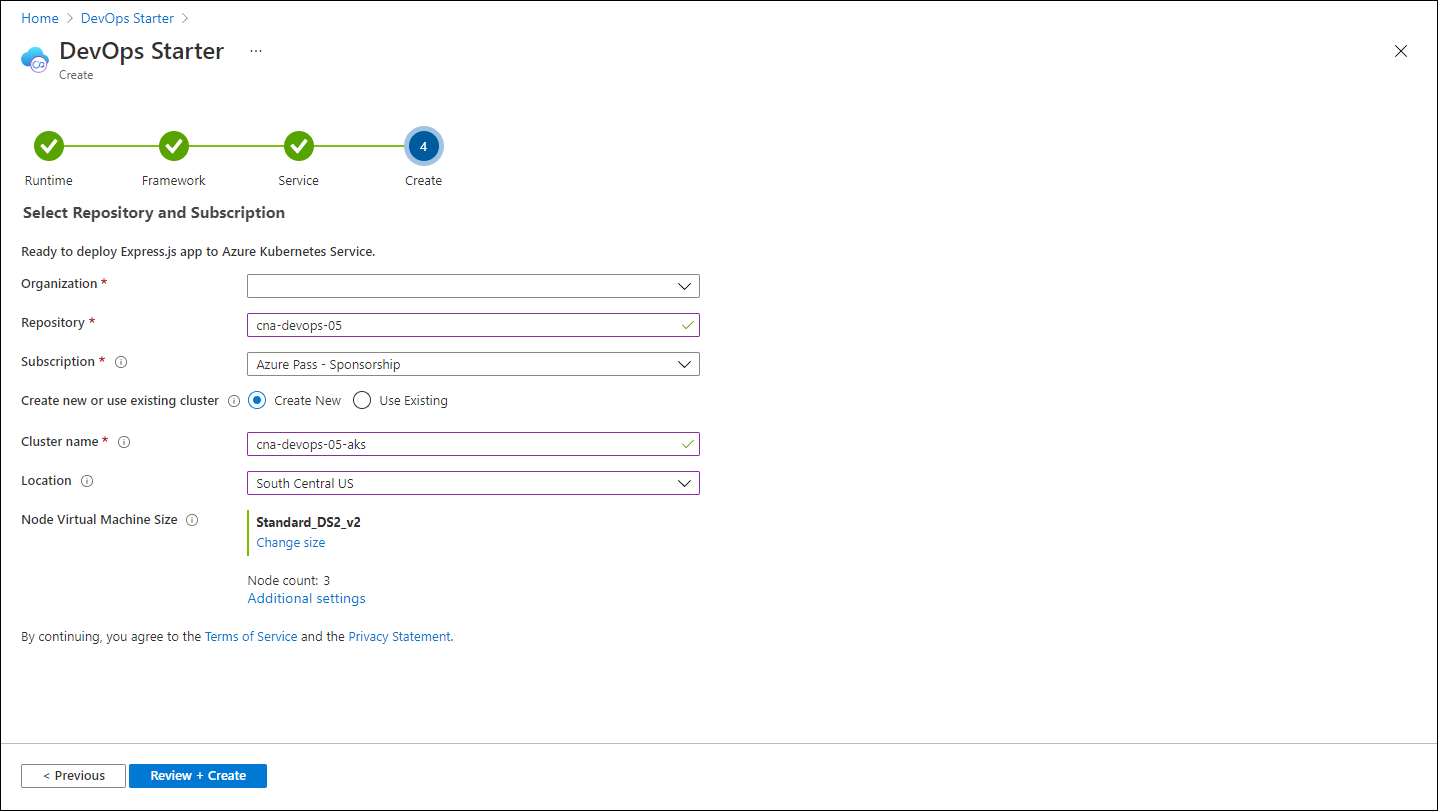 Home > DevOps Starter >
DevOps Starter ...
Create
4
Runtime Framework Service Create
Select Repository and Subscription
Ready to deploy Express.js app to Azure Kubernetes Service.
Organization *
Repository * cna-devops-05
Subscription * Azure Pass - Sponsorship
Create new or use existing cluster Create New Use Existing
Cluster name * cna-devops-05-aks
Location South Central US
Node Virtual Machine Size Standard_DS2_v2
Change size
Node count: 3
Additional settings
By continuing, you agree to the Terms of Service and the Privacy Statement.
< Previous Review + Create